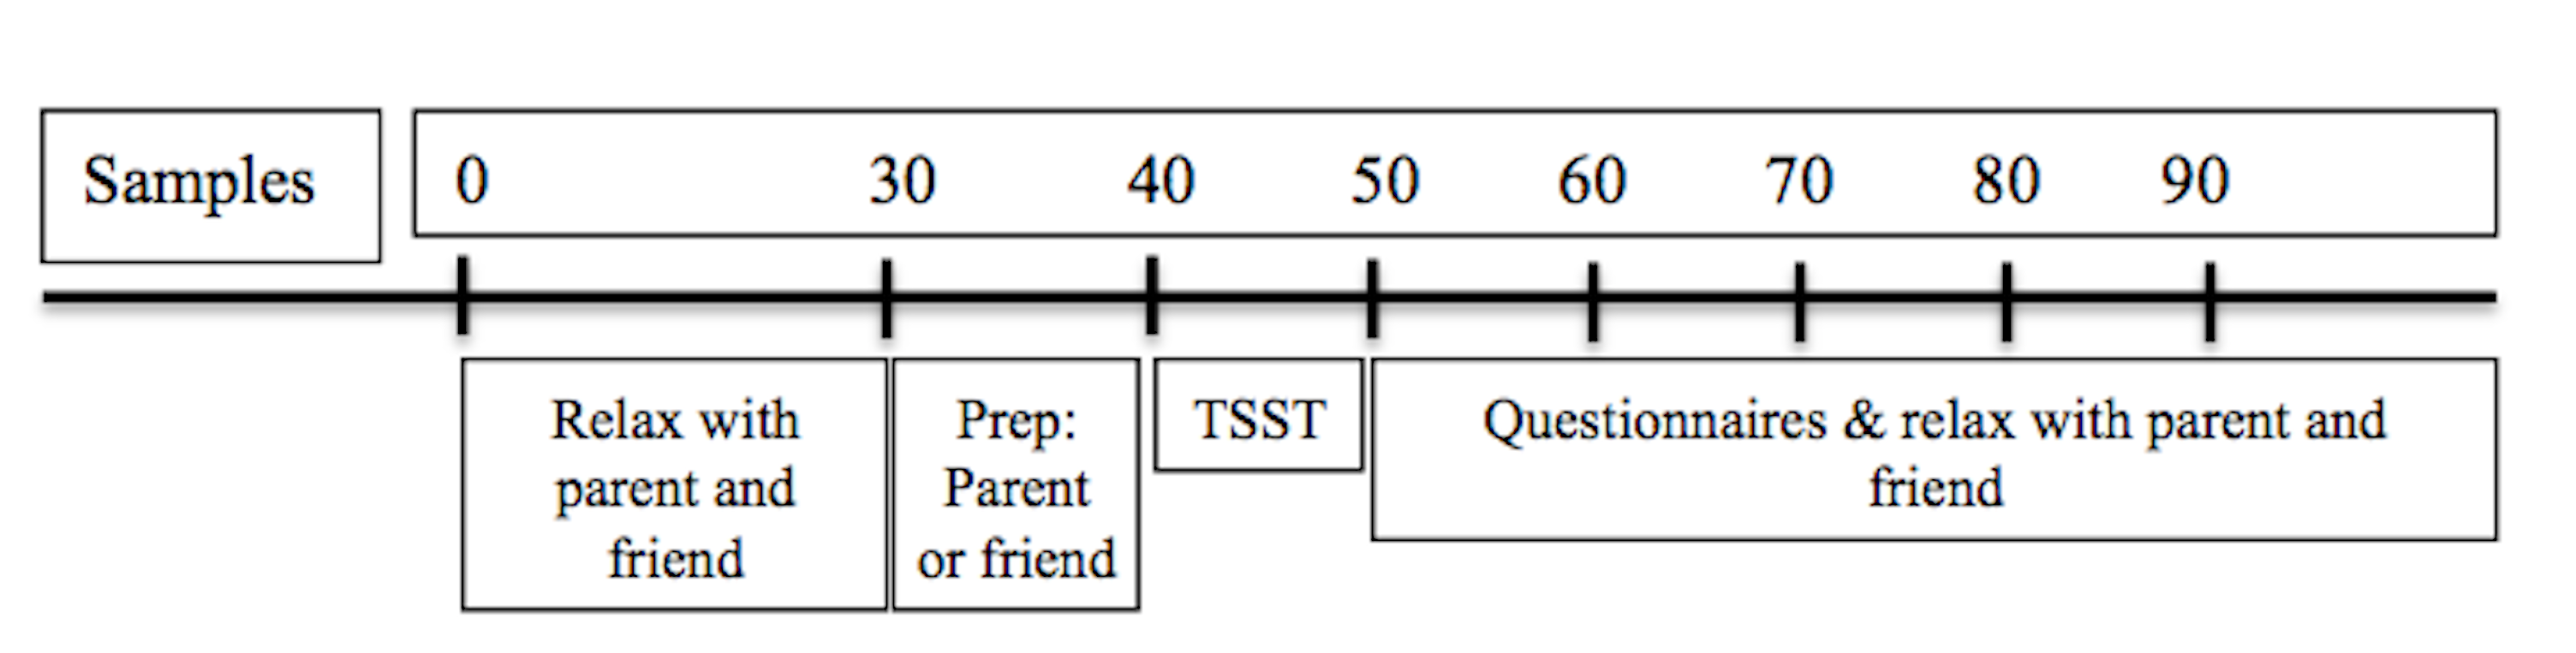 Samples 0 30 40 50 60 70 80 90
Relax with
parent and
friend
Prep:
Parent
or friend
TSST
Questionnaires & relax with parent and
friend